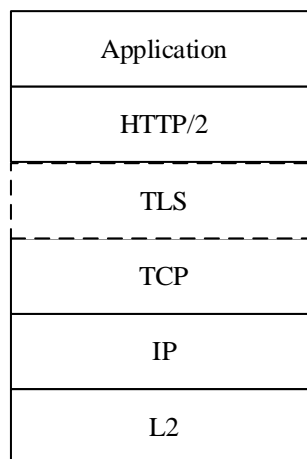 Application
HTTP/2
TLS
TCP
IP
L2